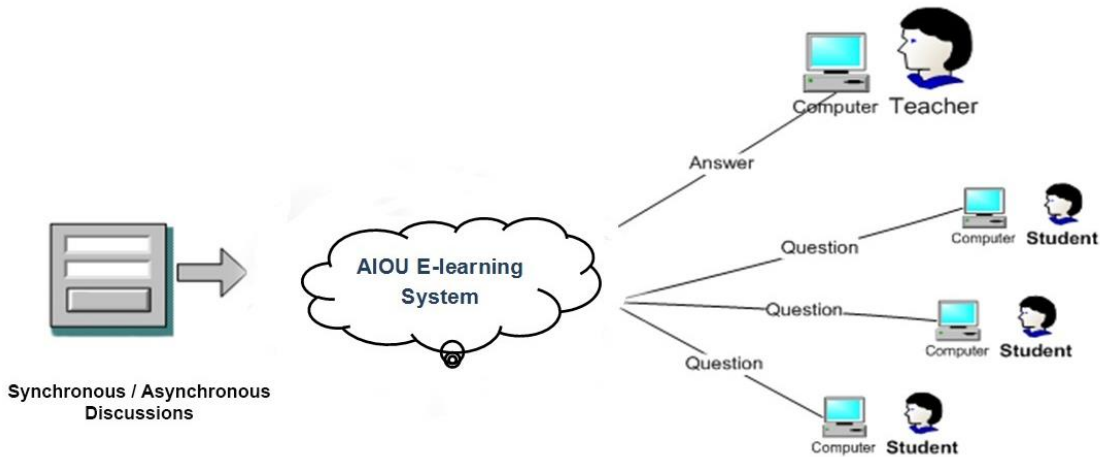 Computer Teacher
Answer
Question
Computer Student
Question
Computer Student
Question
Computer Student
AIOU E-learning
System
Synchronous / Asynchronous
Discussions